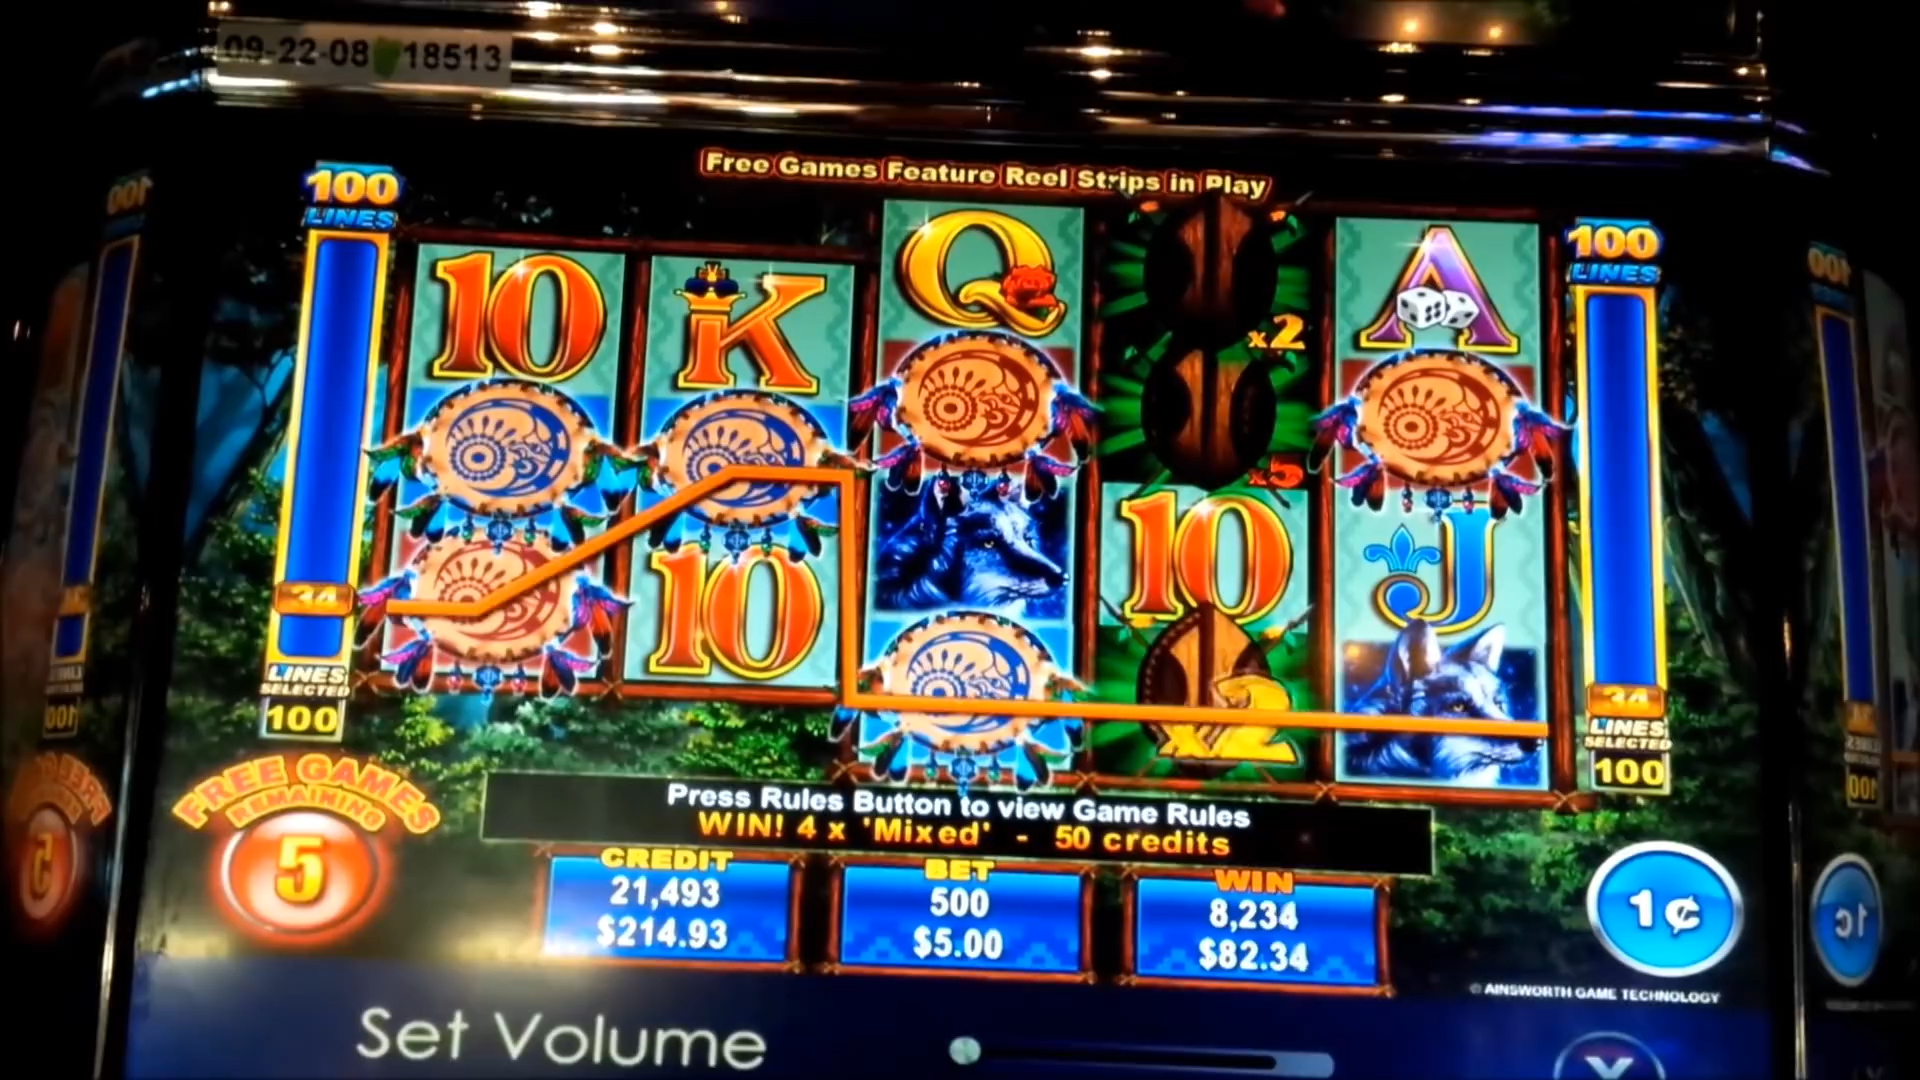 09-22-08 18513
Free Games Feature Reel Strips in Play
100
LINES
100
LINES
10
K
Q
x2
A
x5
10
J
10
x2
34
LINES
SELECTED
100
34
LINES
SELECTED
100
FREE GAMES
REMAINING
5
Press Rules Button to view Game Rules
WIN! 4 x 'Mixed' - 50 credits
CREDIT
21,493
$214.93
BET
500
$5.00
WIN
8,234
$82.34
1¢
© AINSWORTH GAME TECHNOLOGY
Set Volume
X